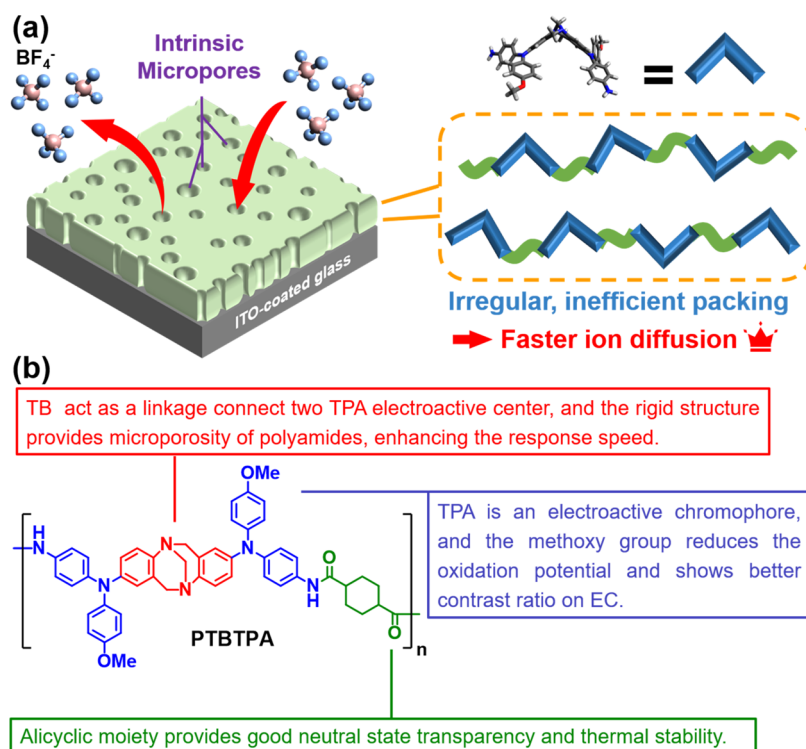 (a)
BF4-
Intrinsic
Micropores
=
ITO-coated glass
Irregular, inefficient packing
Faster ion diffusion
(b)
TB act as a linkage connect two TPA electroactive center, and the rigid structure
provides microporosity of polyamides, enhancing the response speed.
OMe
TPA is an electroactive chromophore,
and the methoxy group reduces the
oxidation potential and shows better
contrast ratio on EC.
NH
N
N
N
N
N
H
O
O
n
OMe
PTBTPA
Alicyclic moiety provides good neutral state transparency and thermal stability.